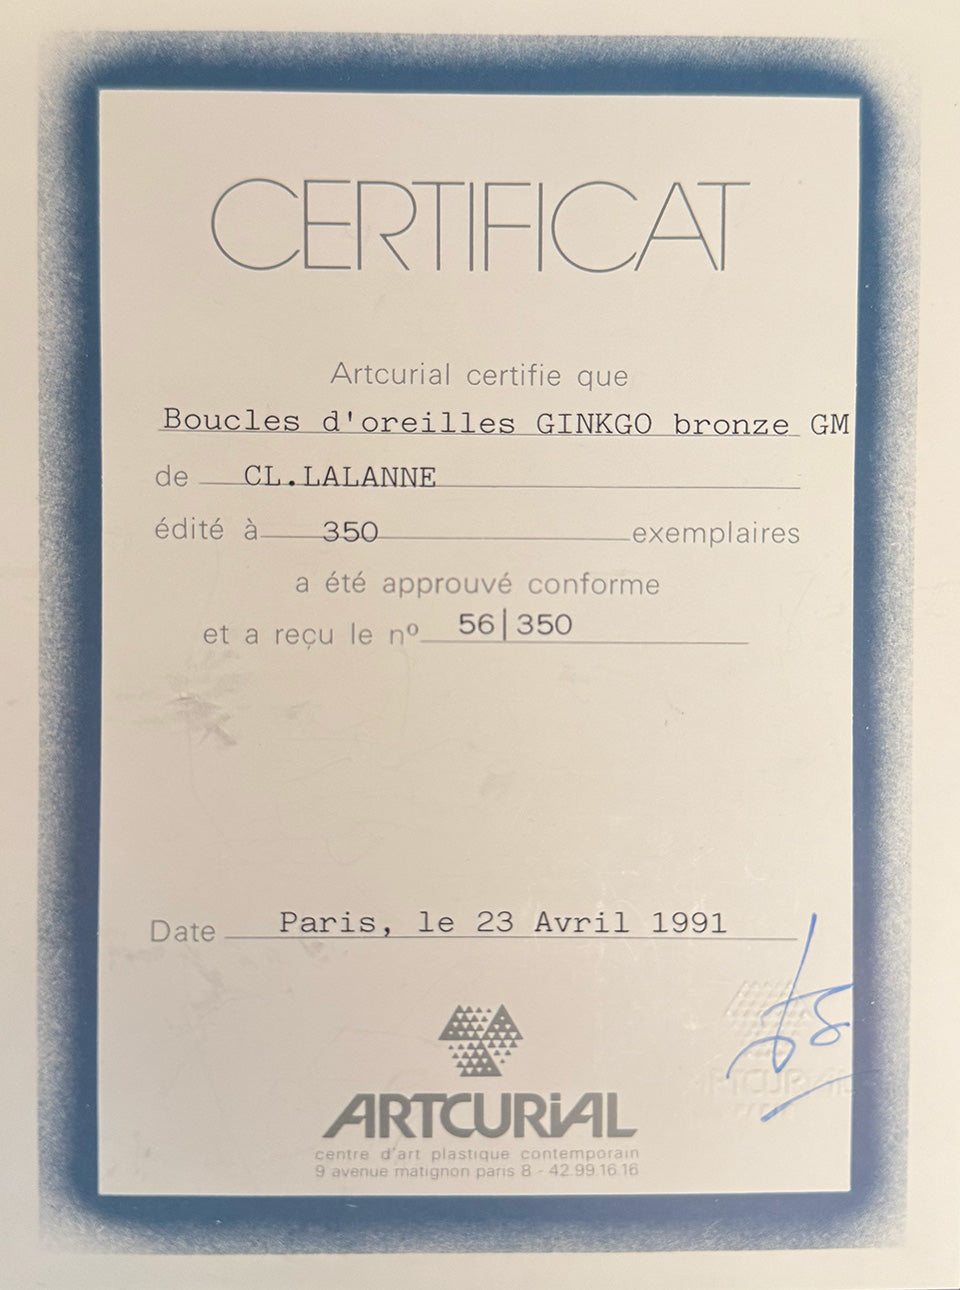 CERTIFICAT
Artcurial certifie que
Boucles d'oreilles GINKGO bronze GM
de CL.LALANNE
édité à 350 exemplaires
a été approuvé conforme
et a reçu le nº 56|350
Date Paris, le 23 Avril 1991
ARTCURiAL
centre d'art plastique contemporain
9 avenue matignon paris 8 - 42.99.16.16